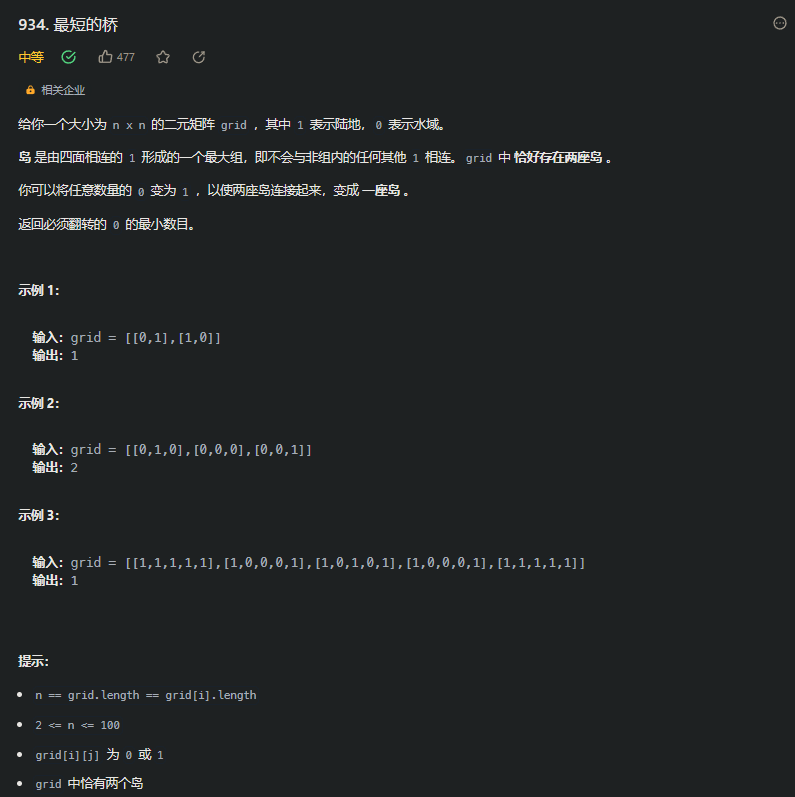 934. 最短的桥
中等 477
相关企业
给你一个大小为 n x n 的二元矩阵 grid ，其中 1 表示陆地，0 表示水域。
岛 是由四面相连的 1 形成的一个最大组，即不会与非组内的任何其他 1 相连。grid 中 恰好存在两座岛 。
你可以将任意数量的 0 变为 1 ，以使两座岛连接起来，变成 一座岛 。
返回必须翻转的 0 的最小数目。
示例 1：
输入：grid = [[0,1],[1,0]]
输出：1
示例 2：
输入：grid = [[0,1,0],[0,0,0],[0,0,1]]
输出：2
示例 3：
输入：grid = [[1,1,1,1,1],[1,0,0,0,1],[1,0,1,0,1],[1,0,0,0,1],[1,1,1,1,1]]
输出：1
提示：
n == grid.length == grid[i].length
2 <= n <= 100
grid[i][j] 为 0 或 1
grid 中恰有两个岛